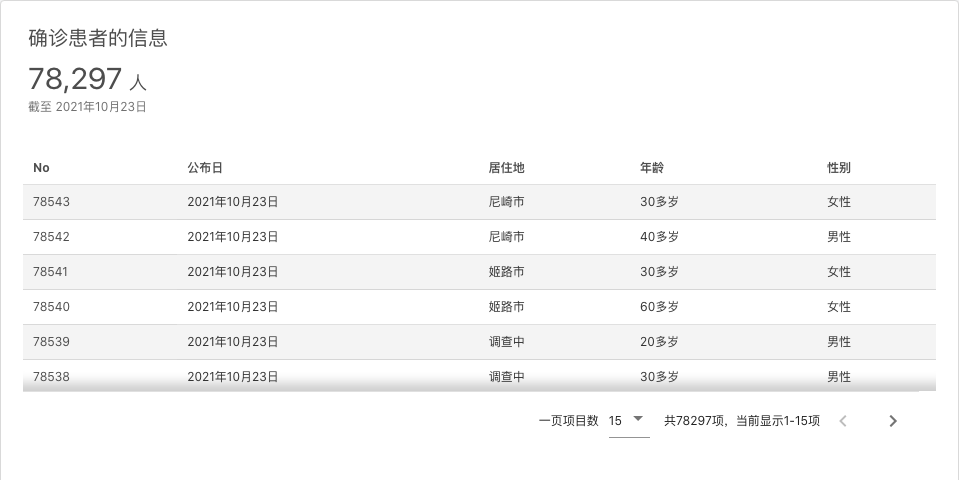 确诊患者的信息
78,297 人
截至 2021年10月23日
No 公布日 居住地 年龄 性别
78543 2021年10月23日 尼崎市 30多岁 女性
78542 2021年10月23日 尼崎市 40多岁 男性
78541 2021年10月23日 姬路市 30多岁 女性
78540 2021年10月23日 姬路市 60多岁 女性
78539 2021年10月23日 调查中 20多岁 男性
78538 2021年10月23日 调查中 30多岁 男性
一页项目数 15 共78297项，当前显示1-15项